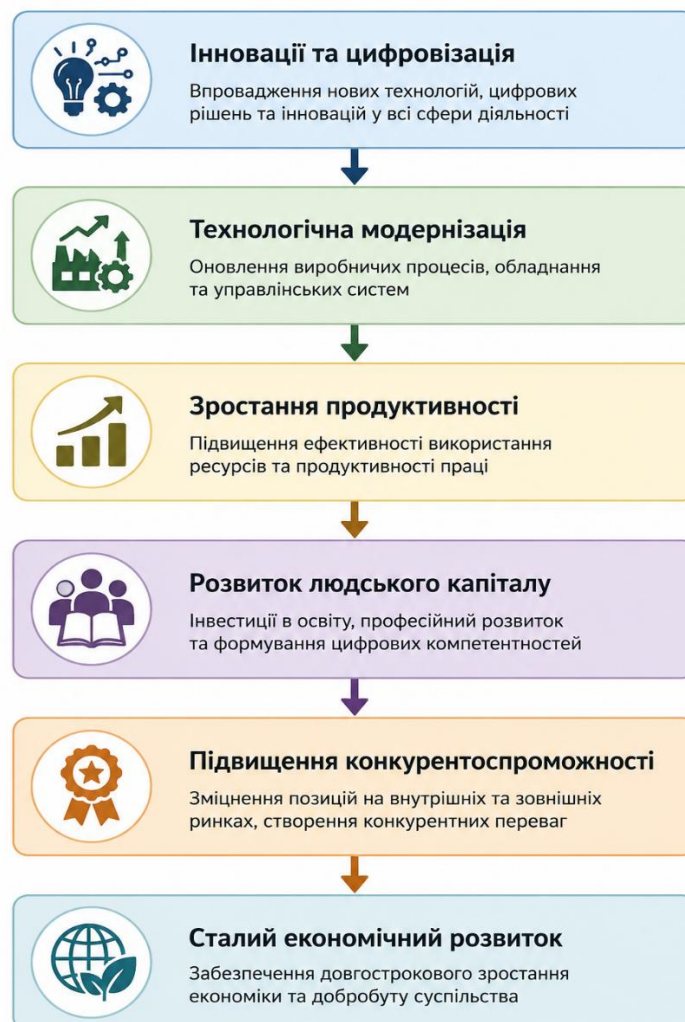 Інновації та цифровізація
Впровадження нових технологій, цифрових
рішень та інновацій у всі сфери діяльності
Технологічна модернізація
Оновлення виробничих процесів, обладнання
та управлінських систем
Зростання продуктивності
Підвищення ефективності використання
ресурсів та продуктивності праці
Розвиток людського капіталу
Інвестиції в освіту, професійний розвиток
та формування цифрових компетентностей
Підвищення конкурентоспроможності
Зміцнення позицій на внутрішніх та зовнішніх
ринках, створення конкурентних переваг
Сталий економічний розвиток
Забезпечення довгострокового зростання
економіки та добробуту суспільства